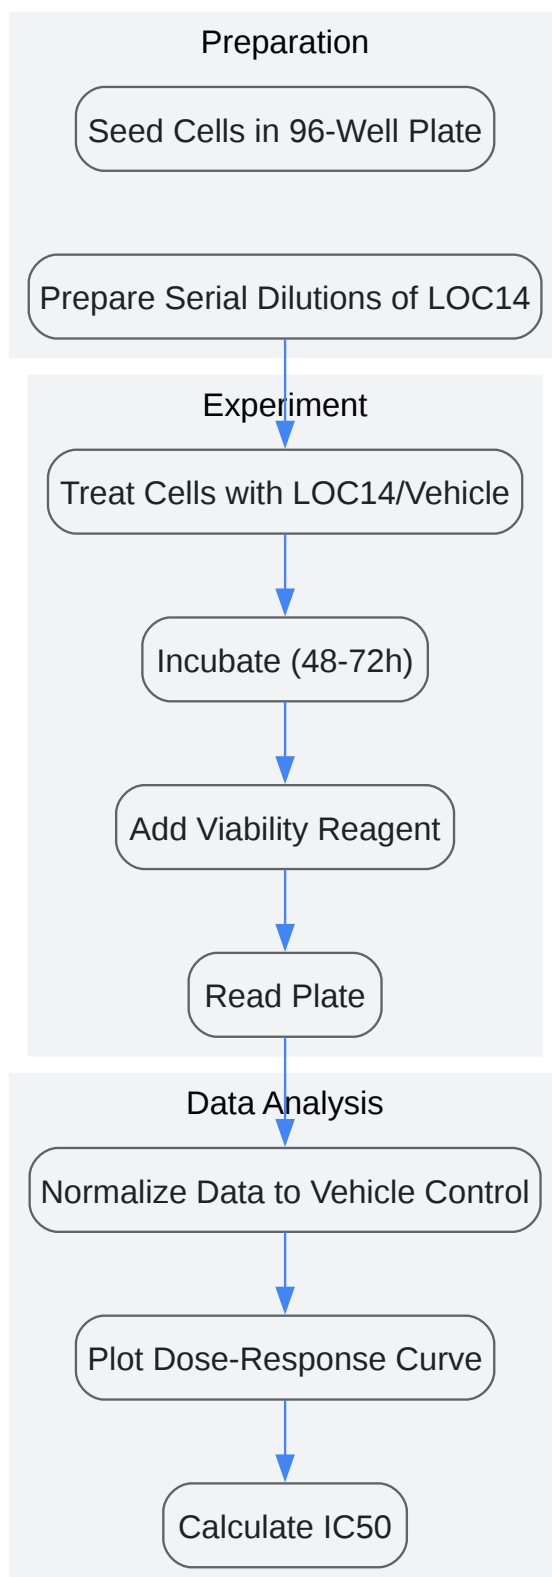 Preparation
Seed Cells in 96-Well Plate
Prepare Serial Dilutions of LOC14
Experiment
Treat Cells with LOC14/Vehicle
Incubate (48-72h)
Add Viability Reagent
Read Plate
Data Analysis
Normalize Data to Vehicle Control
Plot Dose-Response Curve
Calculate IC50